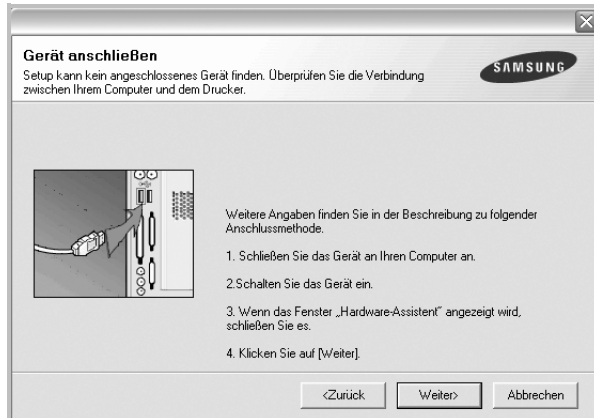 Gerät anschließen
Setup kann kein angeschlossenes Gerät finden. Überprüfen Sie die Verbindung
zwischen Ihrem Computer und dem Drucker.
SAMSUNG
Weitere Angaben finden Sie in der Beschreibung zu folgender
Anschlussmethode.
1. Schließen Sie das Gerät an Ihren Computer an.
2.Schalten Sie das Gerät ein.
3. Wenn das Fenster „Hardware-Assistent" angezeigt wird,
schließen Sie es.
4. Klicken Sie auf [Weiter].
<Zurück Weiter> Abbrechen